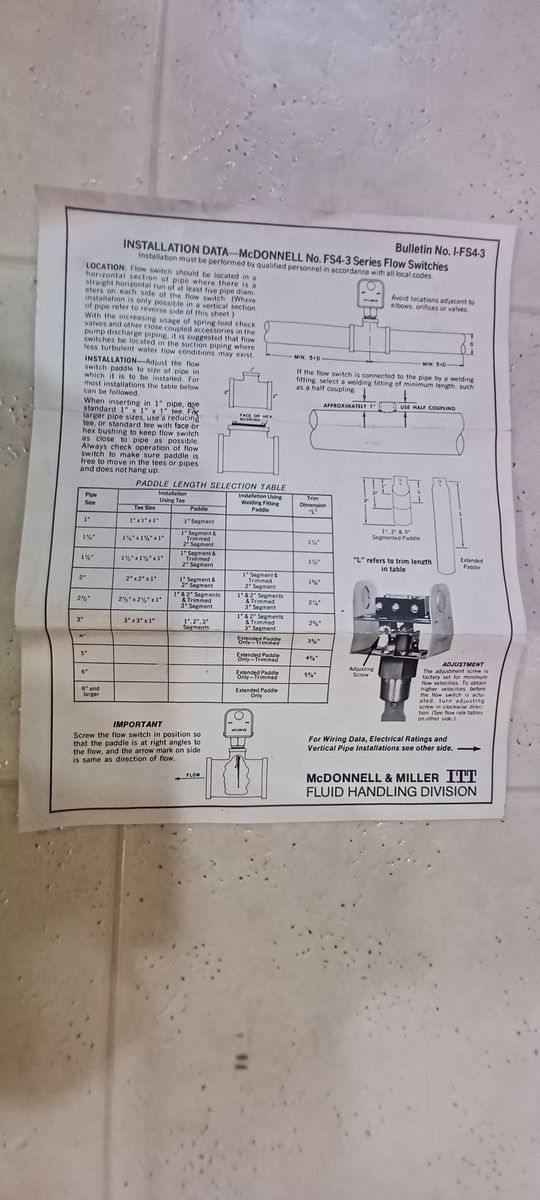 Bulletin No. I-FS4-3
INSTALLATION DATA—McDONNELL No. FS4-3 Series Flow Switches
Installation must be performed by qualified personnel in accordance with all local codes.
LOCATION: Flow switch should be located in a
horizontal section of pipe where there is a
straight horizontal run of at least five pipe diam-
eters on each side of the flow switch. (Where
installation is only possible in a vertical section
of pipe refer to reverse side of this sheet.)
With the increasing usage of spring load check
valves and other close coupled accessories in the
pump discharge piping, it is suggested that flow
switches be located in the suction piping where
less turbulent water flow conditions may exist.
INSTALLATION—Adjust the flow
switch paddle to size of pipe in
which it is to be installed. For
most installations the table below
can be followed.
When inserting in 1" pipe, use
standard 1" x 1" x 1" tee. For
larger pipe sizes, use a reducing
tee, or standard tee with face or
hex bushing to keep flow switch
as close to pipe as possible.
Always check operation of flow
switch to make sure paddle is
free to move in the tees or pipes
and does not hang up.
1"
2"
2"
FACE OR HEX
BUSHING
Avoid locations adjacent to
elbows, orifices or valves.
D
MIN. 5×D
MIN. 5×D
If the flow switch is connected to the pipe by a welding
fitting, select a welding fitting of minimum length, such
as a half coupling.
APPROXIMATELY 1"
USE HALF COUPLING
PADDLE LENGTH SELECTION TABLE
Pipe Size
Installation Using Tee
Tee Size
Paddle
Installation Using Welding Fitting Paddle
Trim Dimension "L"
1" 1" x 1" x 1" 1" Segment
1¼" 1¼" x 1¼" x 1" 1" Segment & Trimmed 2" Segment 1¼"
1½" 1½" x 1½" x 1" 1" Segment & Trimmed 2" Segment 1½"
2" 2" x 2" x 1" 1" Segment & 2" Segment 1" Segment & Trimmed 2" Segment
2½" 2½" x 2½" x 1" 1" & 2" Segments & Trimmed 3" Segment 1" & 2" Segments & Trimmed 3" Segment
3" 3" x 3" x 1" 1", 2", 3" Segments 1" & 2" Segments & Trimmed 3" Segment
4" Extended Paddle Only—Trimmed
5" Extended Paddle Only—Trimmed
6" Extended Paddle Only—Trimmed
8" and larger Extended Paddle Only
3"
2"
1"
L
L
1", 2" & 3"
Segmented Paddle
L
Extended
Paddle
"L" refers to trim length
in table
Adjusting
Screw
ADJUSTMENT
The adjustment screw is
factory set for minimum
flow velocities. To obtain
higher velocities before
the flow switch is actu-
ated, turn adjusting
screw in clockwise direc-
tion. (See flow rate tables
on other side.)
IMPORTANT
Screw the flow switch in position so
that the paddle is at right angles to
the flow, and the arrow mark on side
is same as direction of flow.
FLOW
For Wiring Data, Electrical Ratings and
Vertical Pipe Installations see other side.
McDONNELL & MILLER ITT
FLUID HANDLING DIVISION